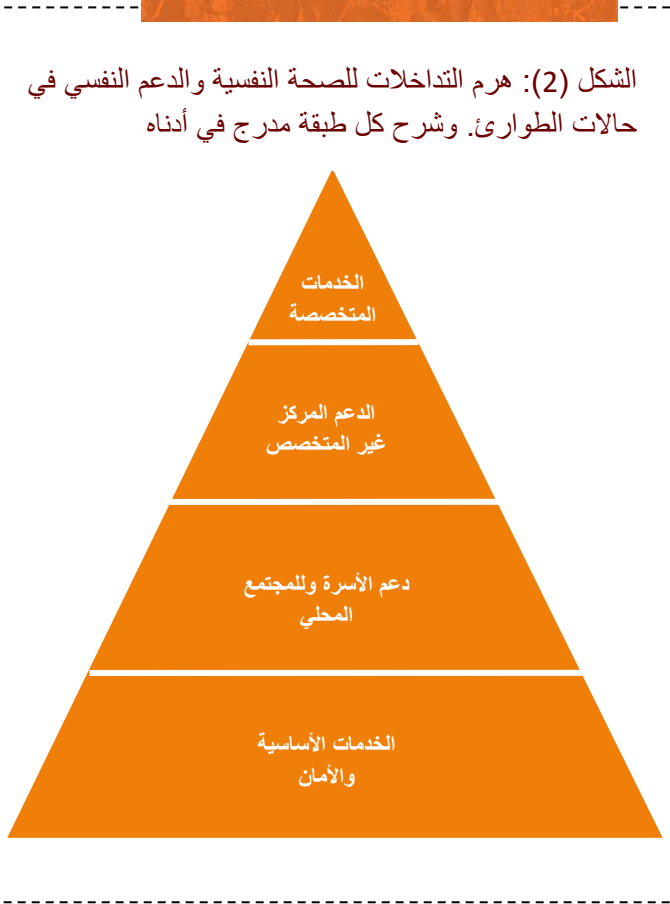 الشكل (2): هرم التداخلات للصحة النفسية والدعم النفسي في
حالات الطوارئ. وشرح كل طبقة مدرج في أدناه
الخدمات
المتخصصة
الدعم المركز
غير المتخصص
دعم الأسرة وللمجتمع
المحلي
الخدمات الأساسية
والأمان